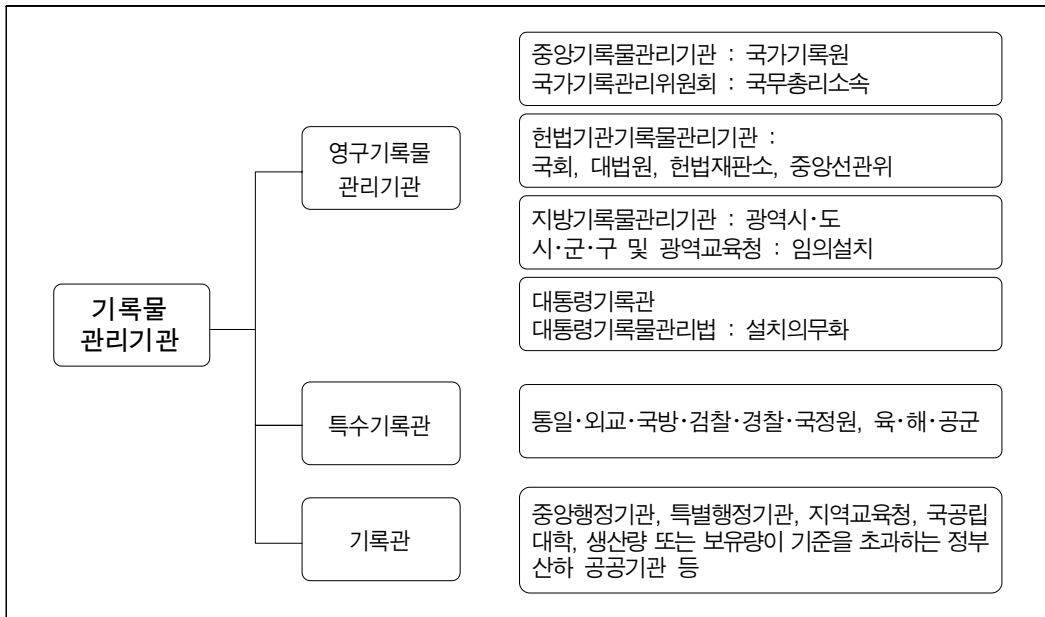 중앙기록물관리기관 : 국가기록원
국가기록관리위원회 : 국무총리소속
영구기록물
관리기관
헌법기관기록물관리기관 :
국회, 대법원, 헌법재판소, 중앙선관위
지방기록물관리기관 : 광역시·도
시·군·구 및 광역교육청 : 임의설치
대통령기록관
대통령기록물관리법 : 설치의무화
기록물
관리기관
특수기록관
통일·외교·국방·검찰·경찰·국정원, 육·해·공군
기록관
중앙행정기관, 특별행정기관, 지역교육청, 국공립
대학, 생산량 또는 보유량이 기준을 초과하는 정부
산하 공공기관 등